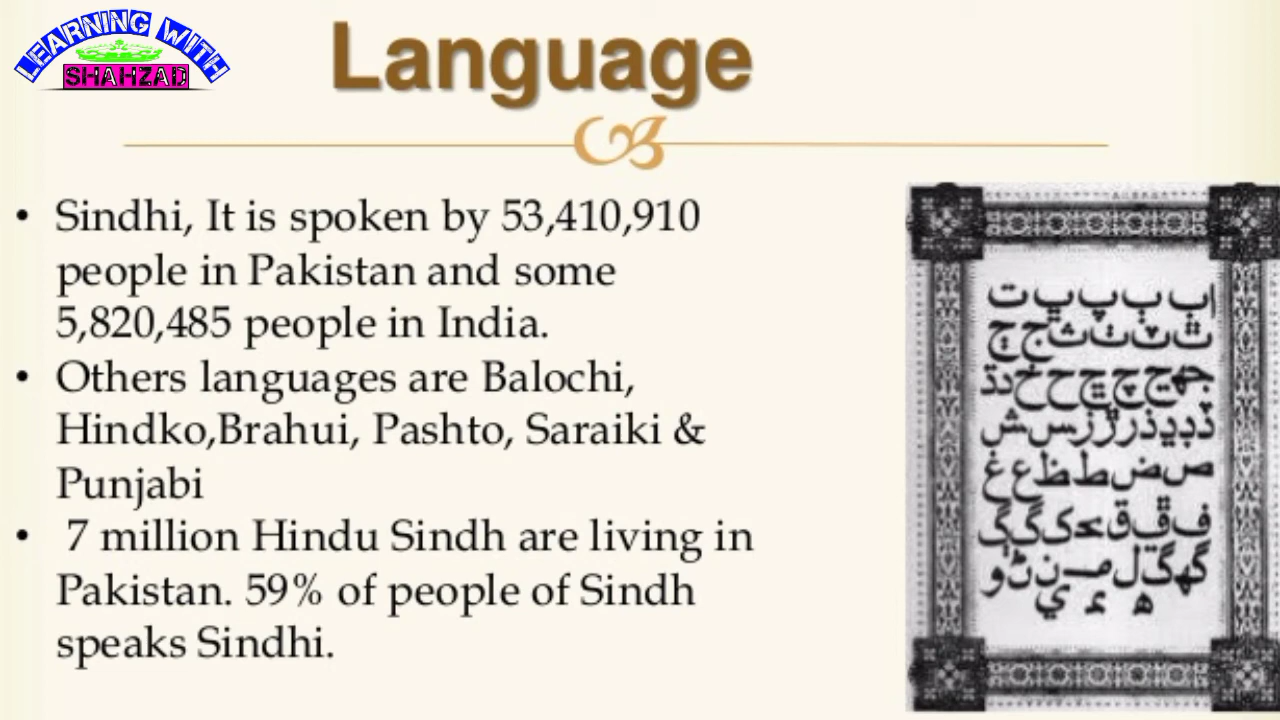 LEARNING WITH
SHAHZAD
Language
• Sindhi, It is spoken by 53,410,910
people in Pakistan and some
5,820,485 people in India.
• Others languages are Balochi,
Hindko,Brahui, Pashto, Saraiki &
Punjabi
• 7 million Hindu Sindh are living in
Pakistan. 59% of people of Sindh
speaks Sindhi.
ا ب ٻ پ ڀ ت
ٿ ٽ ٺ ث ج ڄ
جھ ڃ چ ڇ ح خ د ڌ
ڏ ڊ ڍ ذ ر ڙ ز س ش
ص ض ط ظ ع غ
ف ڦ ق ڪ ک گ ڳ
گھ ڱ ل م ن ڻ و
ه ء ي